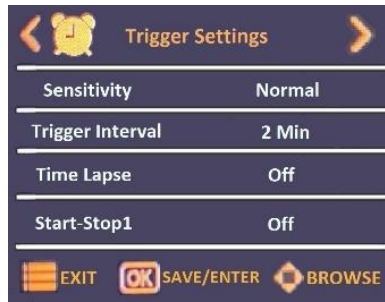 Trigger Settings
Sensitivity Normal
Trigger Interval 2 Min
Time Lapse Off
Start-Stop1 Off
EXIT OK SAVE/ENTER BROWSE